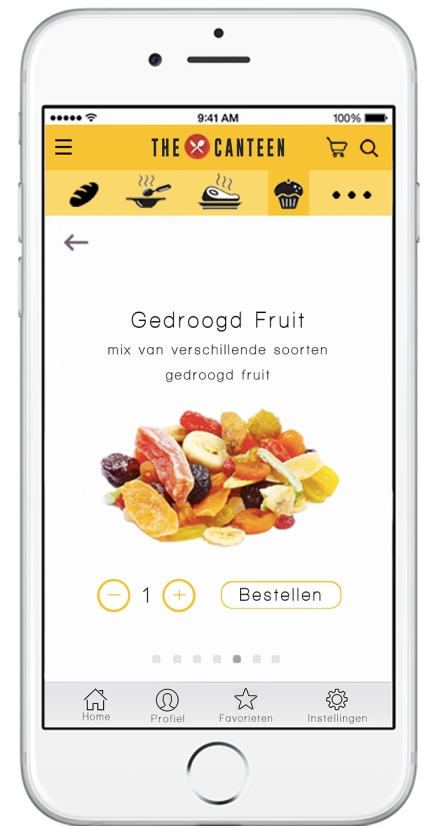 9:41 AM 100%
THE CANTEEN
Gedroogd Fruit
mix van verschillende soorten
gedroogd fruit
1 Bestellen
Home Profiel Favorieten Instellingen